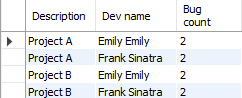 Description Dev name Bug count
Project A Emily Emily 2
Project A Frank Sinatra 2
Project B Emily Emily 2
Project B Frank Sinatra 2